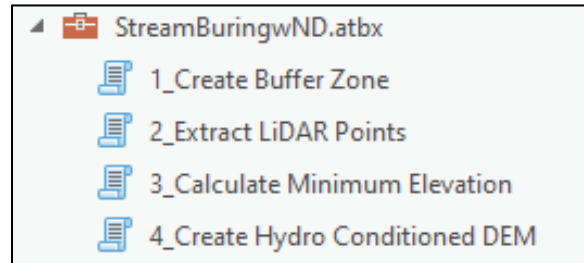 StreamBuringwND.atbx
1_Create Buffer Zone
2_Extract LiDAR Points
3_Calculate Minimum Elevation
4_Create Hydro Conditioned DEM